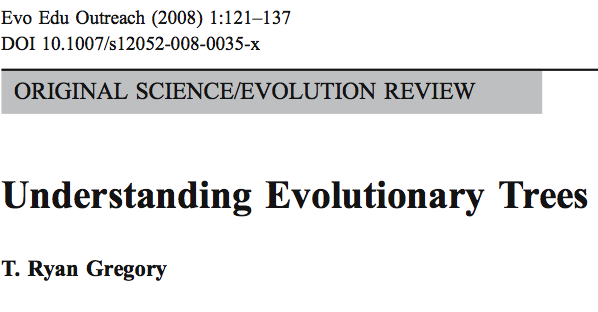 Evo Edu Outreach (2008) 1:121–137
DOI 10.1007/s12052-008-0035-x
ORIGINAL SCIENCE/EVOLUTION REVIEW
Understanding Evolutionary Trees
T. Ryan Gregory